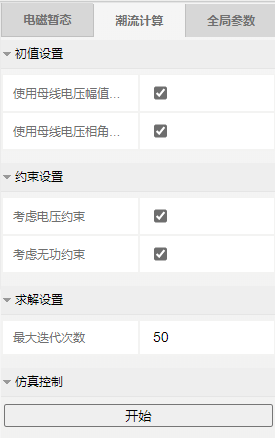 电磁暂态 潮流计算 全局参数
初值设置
使用母线电压幅值...
使用母线电压相角...
约束设置
考虑电压约束
考虑无功约束
求解设置
最大迭代次数 50
仿真控制
开始